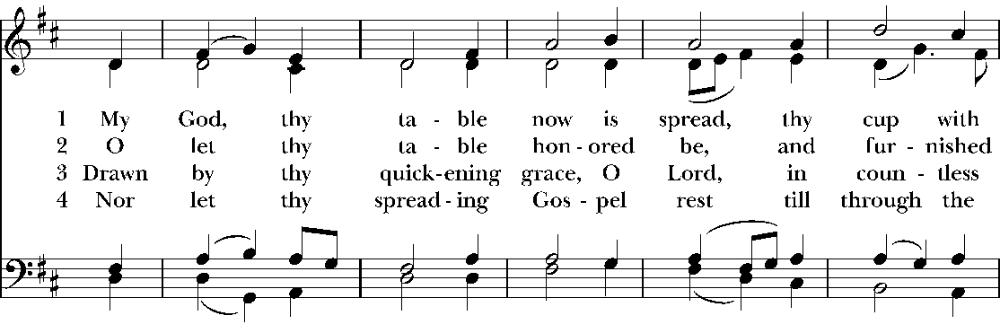 1 My God, thy ta - ble now is spread, thy cup with
2 O let thy ta - ble hon - ored be, and fur - nished
3 Drawn by thy quick - ening grace, O Lord, in coun - tless
4 Nor let thy spread - ing Gos - pel rest till through the